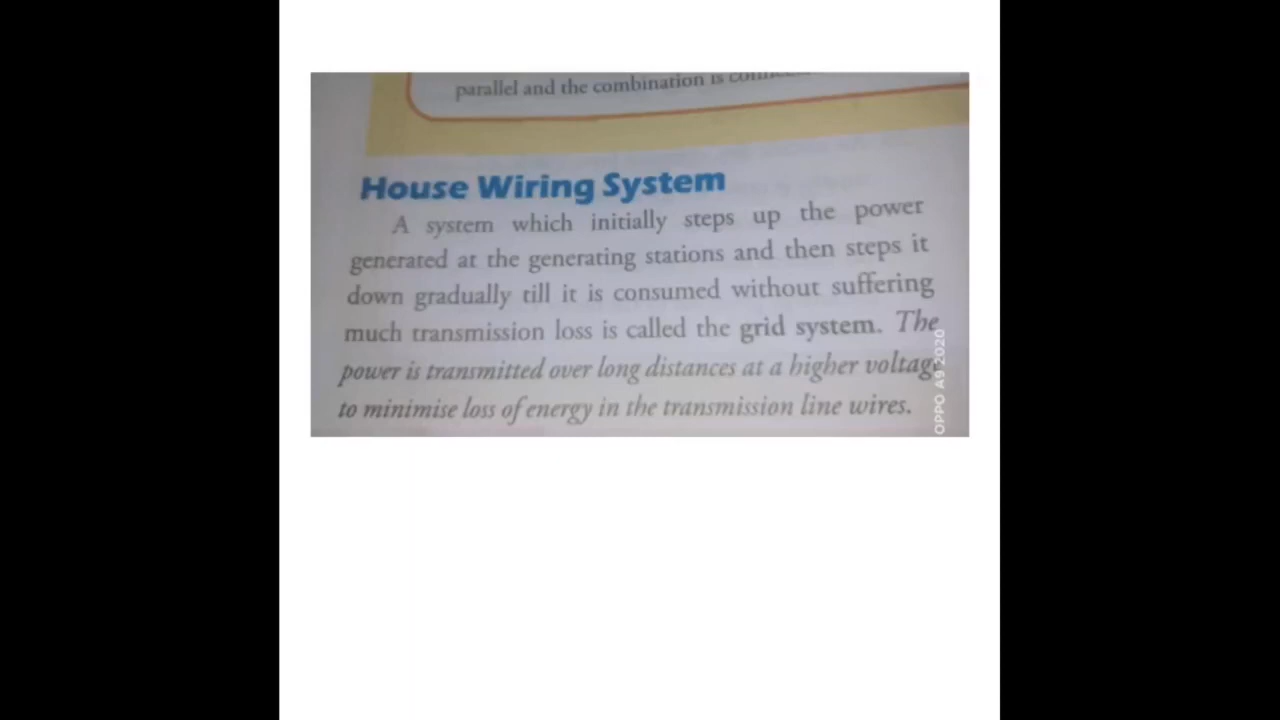 parallel and the combination is
House Wiring System
A system which initially steps up the power
generated at the generating stations and then steps it
down gradually till it is consumed without suffering
much transmission loss is called the grid system. The
power is transmitted over long distances at a higher voltage
to minimise loss of energy in the transmission line wires.
OPPO A9 2020